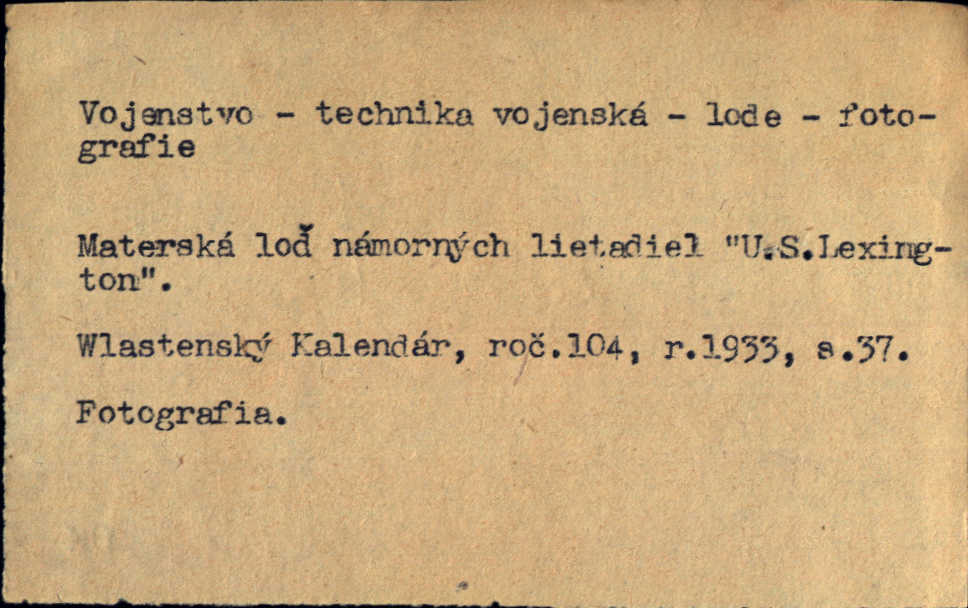 Vojenstvo - technika vojenská - lode - foto-
grafie
Materská loď námorných lietadiel "U.S.Lexing-
ton".
Wlastenský Kalendár, roč.104, r.1933, s.37.
Fotografia.